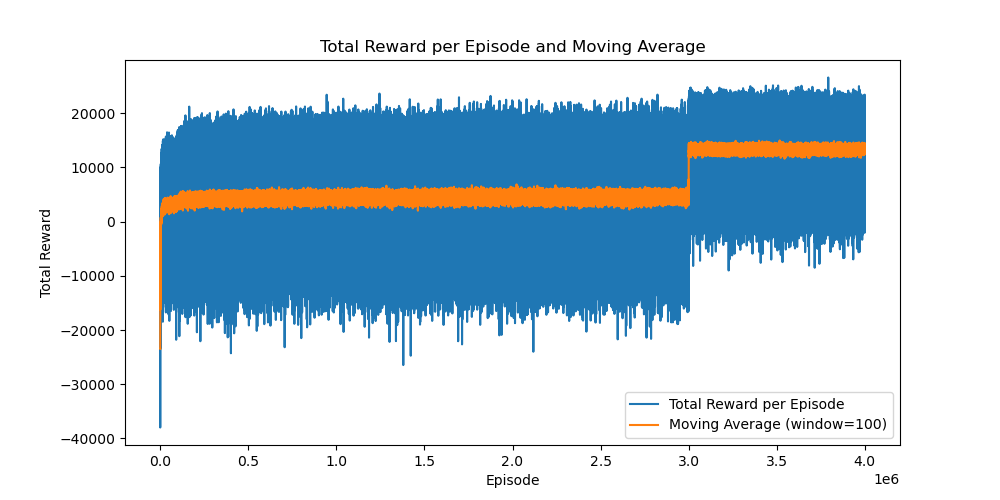 Total Reward per Episode and Moving Average
20000
10000
0
−10000
−20000
−30000
−40000
Total Reward
Total Reward per Episode
Moving Average (window=100)
0.0 0.5 1.0 1.5 2.0 2.5 3.0 3.5 4.0
1e6
Episode